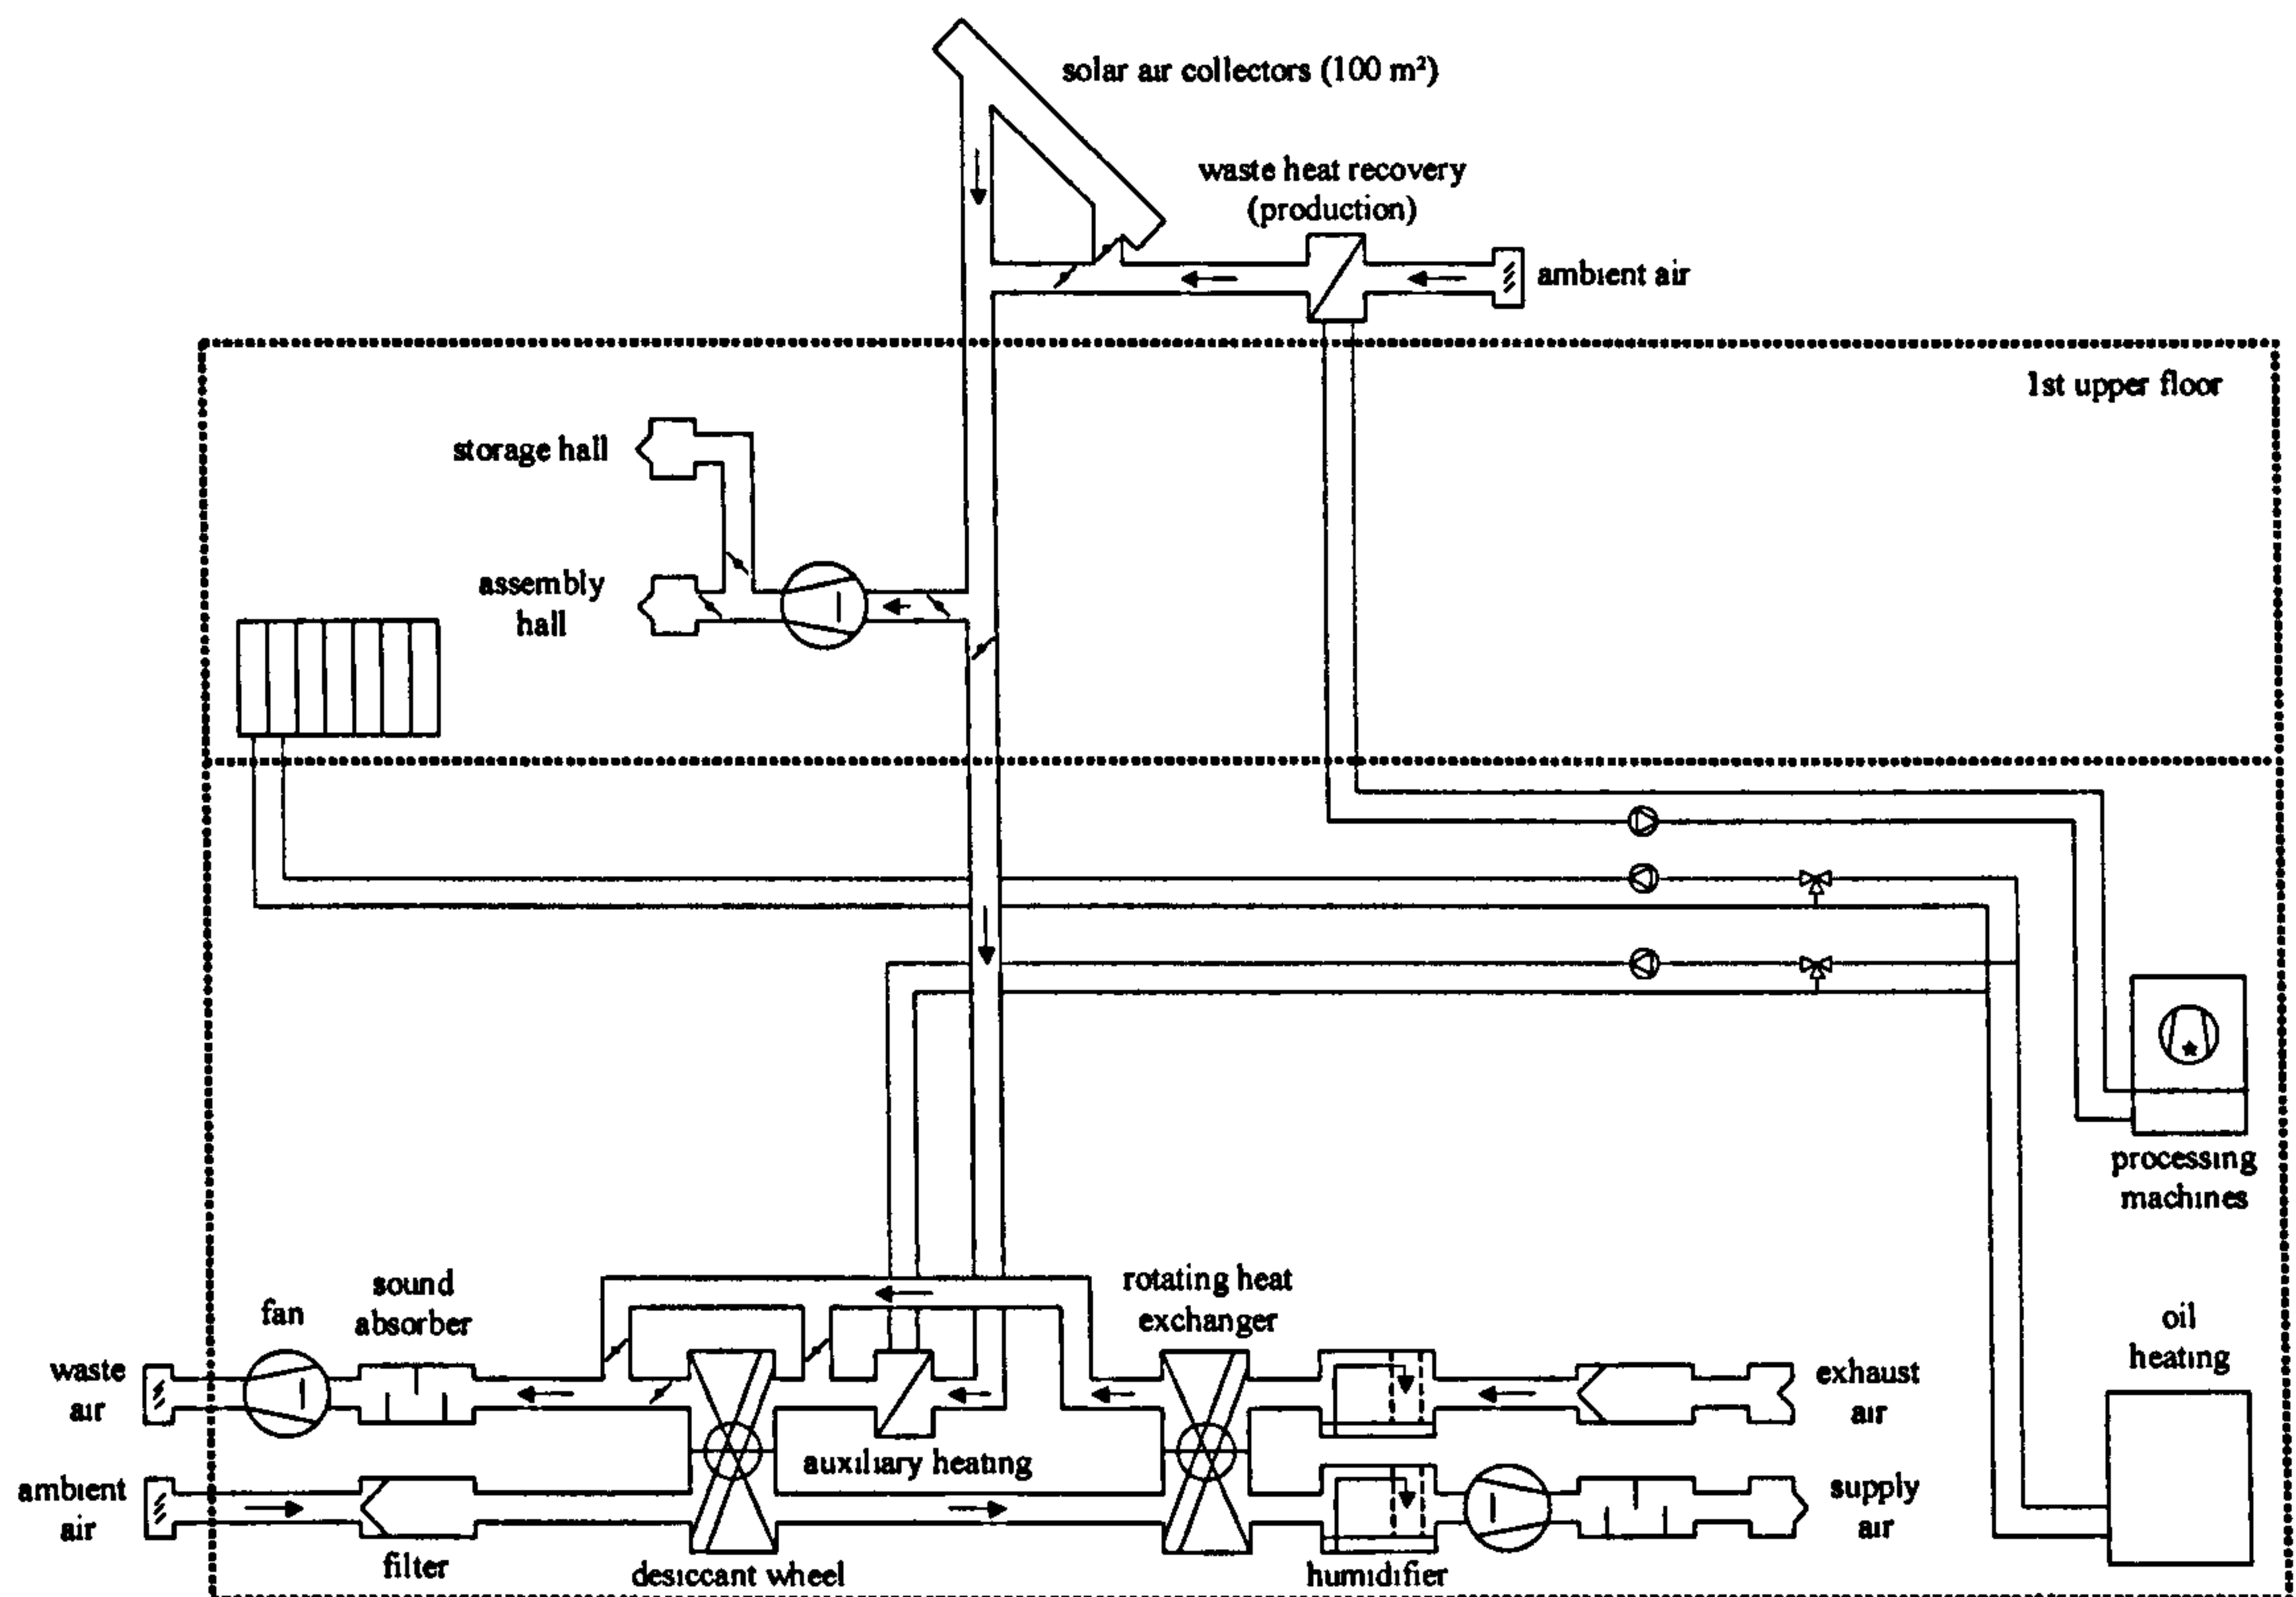 solar air collectors (100 m²)
waste heat recovery
(production)
ambient air
1st upper floor
storage hall
assembly
hall
processing
machines
fan
sound
absorber
rotating heat
exchanger
oil
heating
waste
air
exhaust
air
auxiliary heating
ambient
air
supply
air
filter
desiccant wheel
humidifier